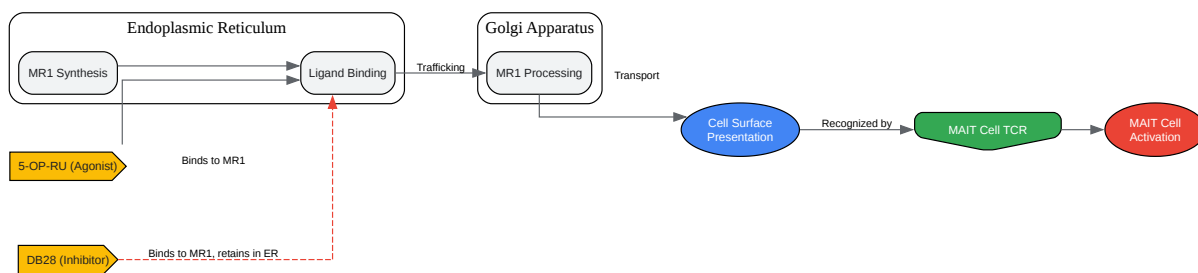 Endoplasmic Reticulum
Golgi Apparatus
MR1 Synthesis
Ligand Binding
Trafficking
MR1 Processing
Transport
Cell Surface
Presentation
Recognized by
MAIT Cell TCR
MAIT Cell
Activation
5-OP-RU (Agonist)
Binds to MR1
DB28 (Inhibitor)
Binds to MR1, retains in ER